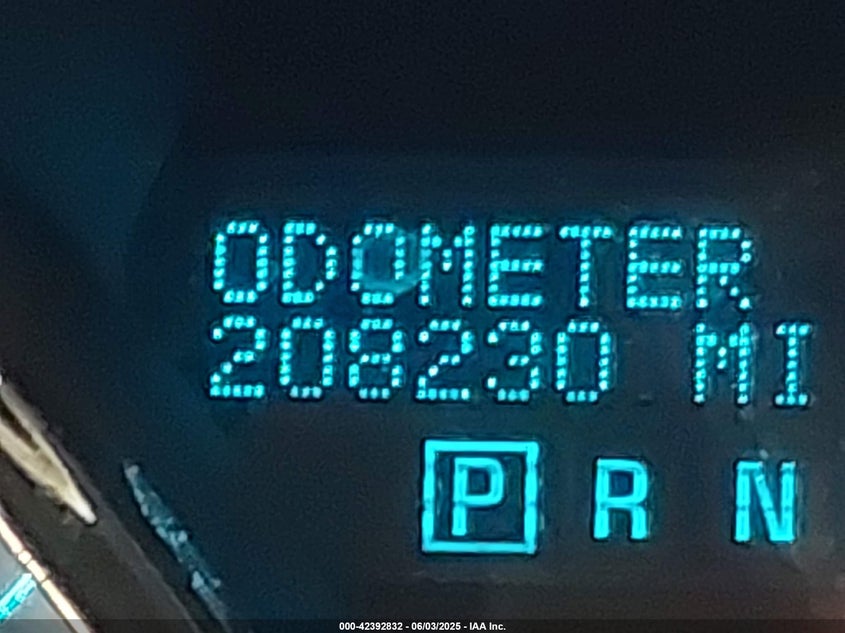 ODOMETER
208230 MI
P R N
000-42392832 - 06/03/2025 - IAA Inc.